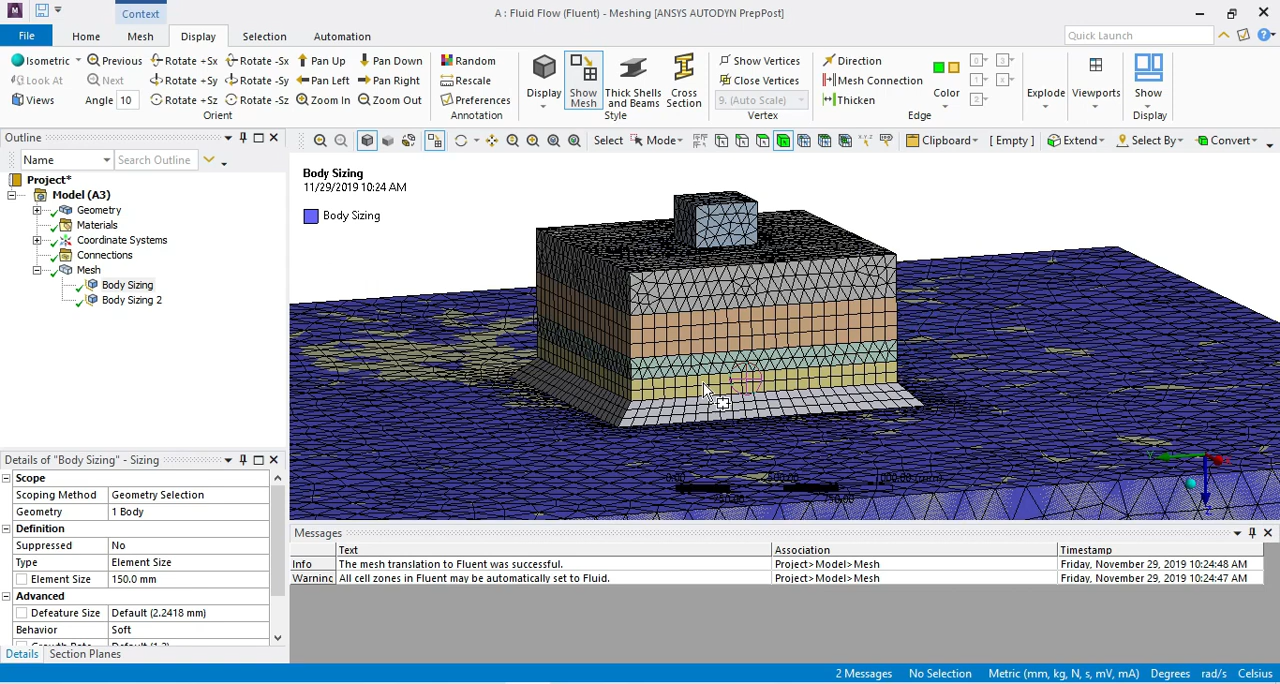 Context
A : Fluid Flow (Fluent) - Meshing [ANSYS AUTODYN PrepPost]
File Home Mesh Display Selection Automation Quick Launch
Isometric Previous Rotate +Sx Rotate -Sx Pan Up Pan Down Random Show Vertices Direction
Look At Next Rotate +Sy Rotate -Sy Pan Left Pan Right Rescale Close Vertices Mesh Connection
Views Angle 10 Rotate +Sz Rotate -Sz Zoom In Zoom Out Preferences 9. (Auto Scale) Thicken
Display Show Mesh Thick Shells and Beams Cross Section Color Explode Viewports Show
Orient Annotation Style Vertex Edge Display
Outline
Select Mode Clipboard [ Empty ] Extend Select By Convert
Name Search Outline
Project*
Model (A3)
Geometry
Materials
Coordinate Systems
Connections
Mesh
Body Sizing
Body Sizing 2
Body Sizing
11/29/2019 10:24 AM
Body Sizing
Details of "Body Sizing" - Sizing
Scope
Scoping Method Geometry Selection
Geometry 1 Body
Definition
Suppressed No
Type Element Size
Element Size 150.0 mm
Advanced
Defeature Size Default (2.2418 mm)
Behavior Soft
Details Section Planes
Messages
Text Association Timestamp
Info The mesh translation to Fluent was successful. Project>Model>Mesh Friday, November 29, 2019 10:24:48 AM
Warning All cell zones in Fluent may be automatically set to Fluid. Project>Model>Mesh Friday, November 29, 2019 10:24:47 AM
2 Messages No Selection Metric (mm, kg, N, s, mV, mA) Degrees rad/s Celsius